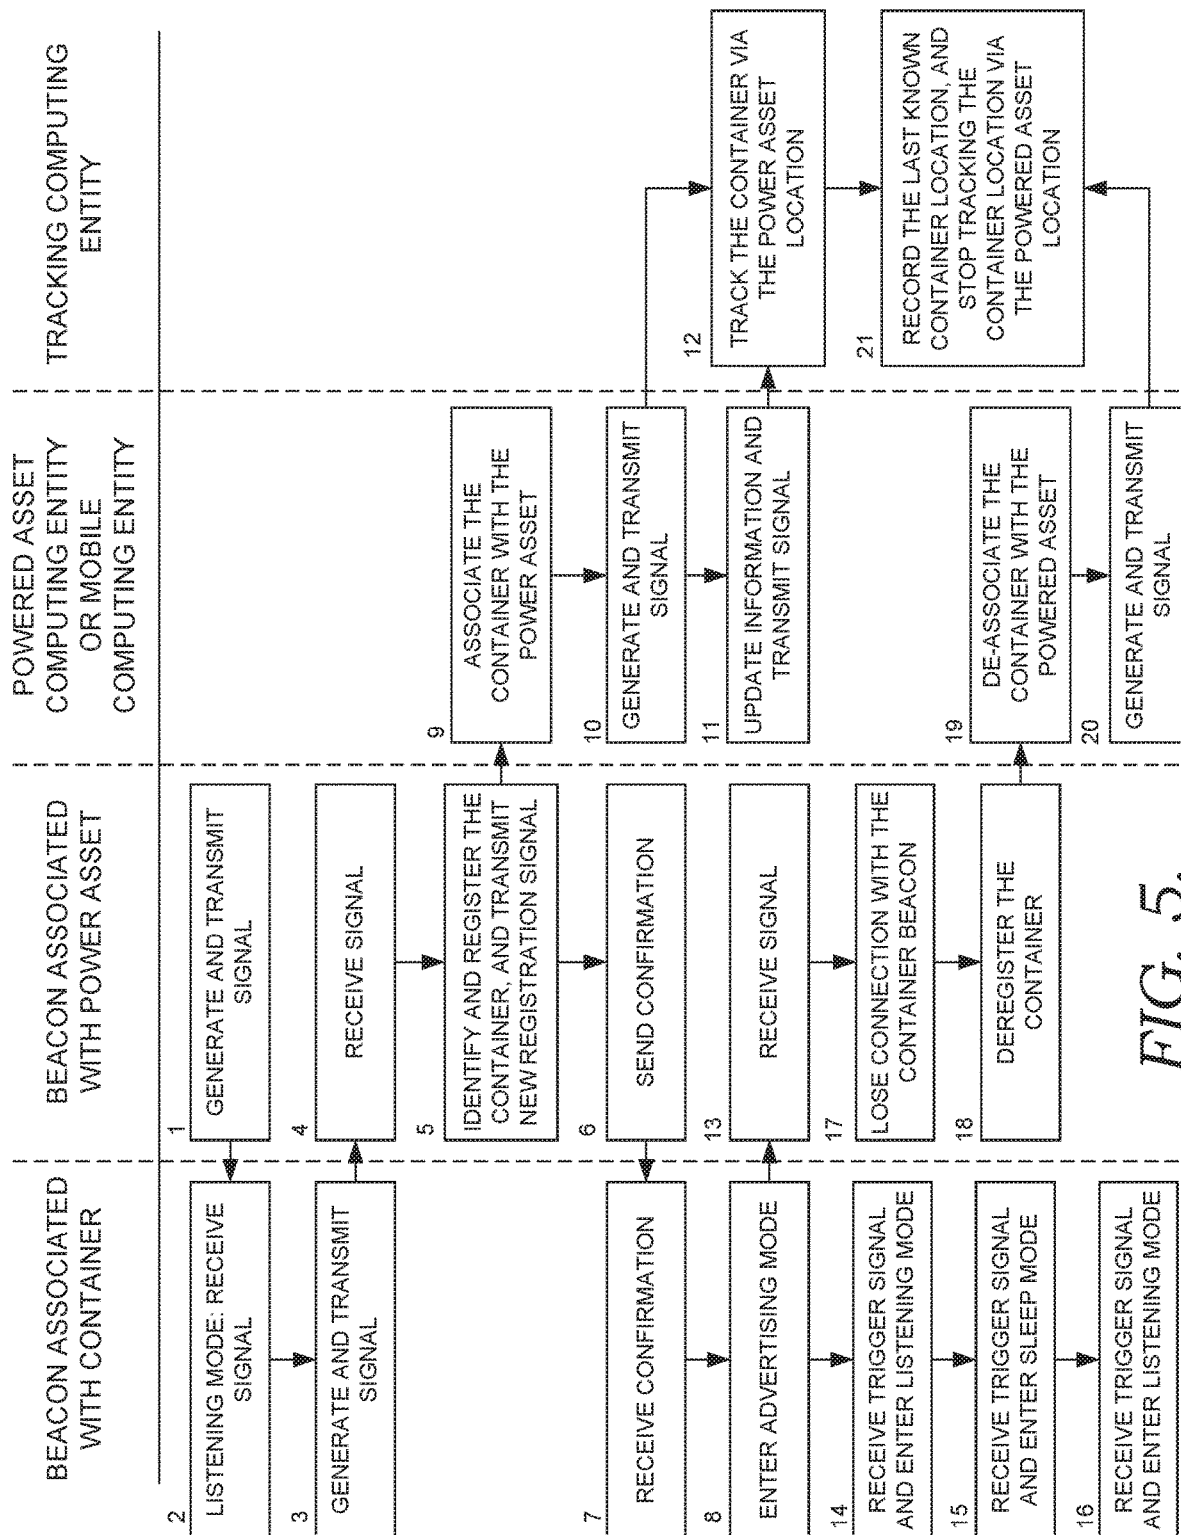 BEACON ASSOCIATED
WITH CONTAINER
BEACON ASSOCIATED
WITH POWER ASSET
POWERED ASSET
COMPUTING ENTITY
OR MOBILE
COMPUTING ENTITY
TRACKING COMPUTING
ENTITY
1
GENERATE AND TRANSMIT
SIGNAL
2
LISTENING MODE: RECEIVE
SIGNAL
3
GENERATE AND TRANSMIT
SIGNAL
4
RECEIVE SIGNAL
5
IDENTIFY AND REGISTER THE
CONTAINER, AND TRANSMIT
NEW REGISTRATION SIGNAL
6
SEND CONFIRMATION
7
RECEIVE CONFIRMATION
8
ENTER ADVERTISING MODE
9
ASSOCIATE THE
CONTAINER WITH THE
POWER ASSET
10
GENERATE AND TRANSMIT
SIGNAL
11
UPDATE INFORMATION AND
TRANSMIT SIGNAL
12
TRACK THE CONTAINER VIA
THE POWER ASSET
LOCATION
13
RECEIVE SIGNAL
14
RECEIVE TRIGGER SIGNAL
AND ENTER LISTENING MODE
15
RECEIVE TRIGGER SIGNAL
AND ENTER SLEEP MODE
16
RECEIVE TRIGGER SIGNAL
AND ENTER LISTENING MODE
17
LOSE CONNECTION WITH THE
CONTAINER BEACON
18
DEREGISTER THE
CONTAINER
19
DE-ASSOCIATE THE
CONTAINER WITH THE
POWERED ASSET
20
GENERATE AND TRANSMIT
SIGNAL
21
RECORD THE LAST KNOWN
CONTAINER LOCATION, AND
STOP TRACKING THE
CONTAINER LOCATION VIA
THE POWERED ASSET
LOCATION
FIG. 5.